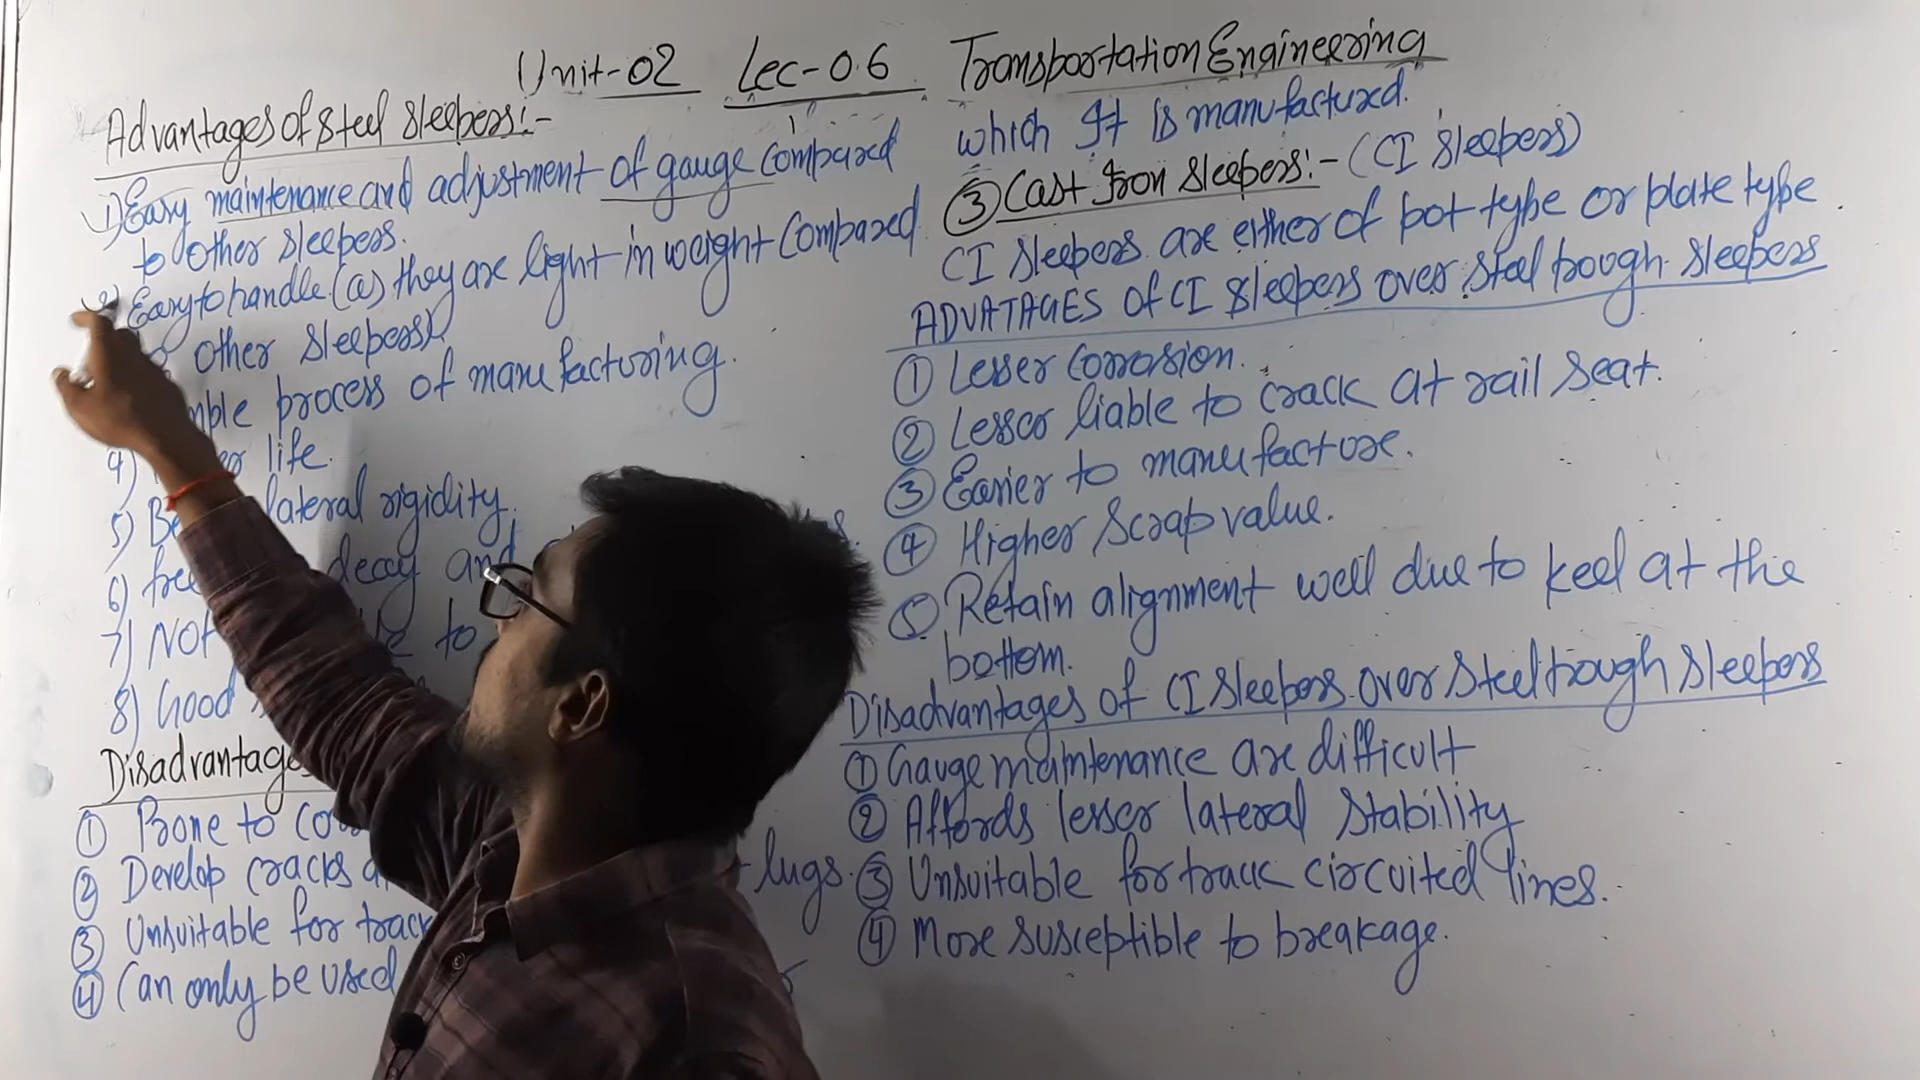 Unit-02 Lec-06 Transportation Engineering
Advantages of steel sleepers:-
1) Easy maintenance and adjustment of gauge compared
to other sleepers.
2) Easy to handle (as) they are light in weight compared
other sleepers)
process of manufacturing.
4) life.
5) lateral rigidity.
6) decay and
7) Not to
8) Good
Disadvantages
① Prone to
② Develop cracks lugs.
③ Unsuitable for track
④ Can only be used
which It is manufactured.
③ Cast Iron sleepers:- (CI sleepers)
CI sleepers are either of pot type or plate type.
ADVATAGES of CI sleepers over steel trough sleepers
① Lesser corrosion.
② Lesser liable to crack at rail seat.
③ Easier to manufacture.
④ Higher scrap value.
⑤ Retain alignment well due to keel at the
bottom.
Disadvantages of CI Sleepers over steel trough sleepers
① Gauge maintenance are difficult
② Affords lesser lateral stability
③ Unsuitable for track circuited lines.
④ More susceptible to breakage.